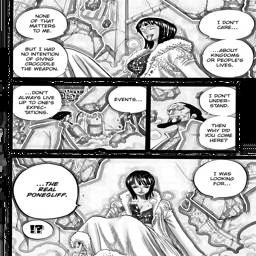 NONE OF
THAT
MATTERS
TO ME.
BUT I HAD
NO INTENTION
OF GIVING
CROCODILE
THE WEAPON.
I DON'T
CARE...
...ABOUT
KINGDOMS
OR PEOPLE'S
LIVES.
...DON'T
ALWAYS
LIVE UP
TO ONE'S
EXPEC-
TATIONS.
EVENTS...
I DON'T
UNDER-
STAND.
THEN
WHY DID
YOU COME
HERE?
I WAS
LOOKING
FOR...
...THE
REAL
PONEGLIFF.
!?